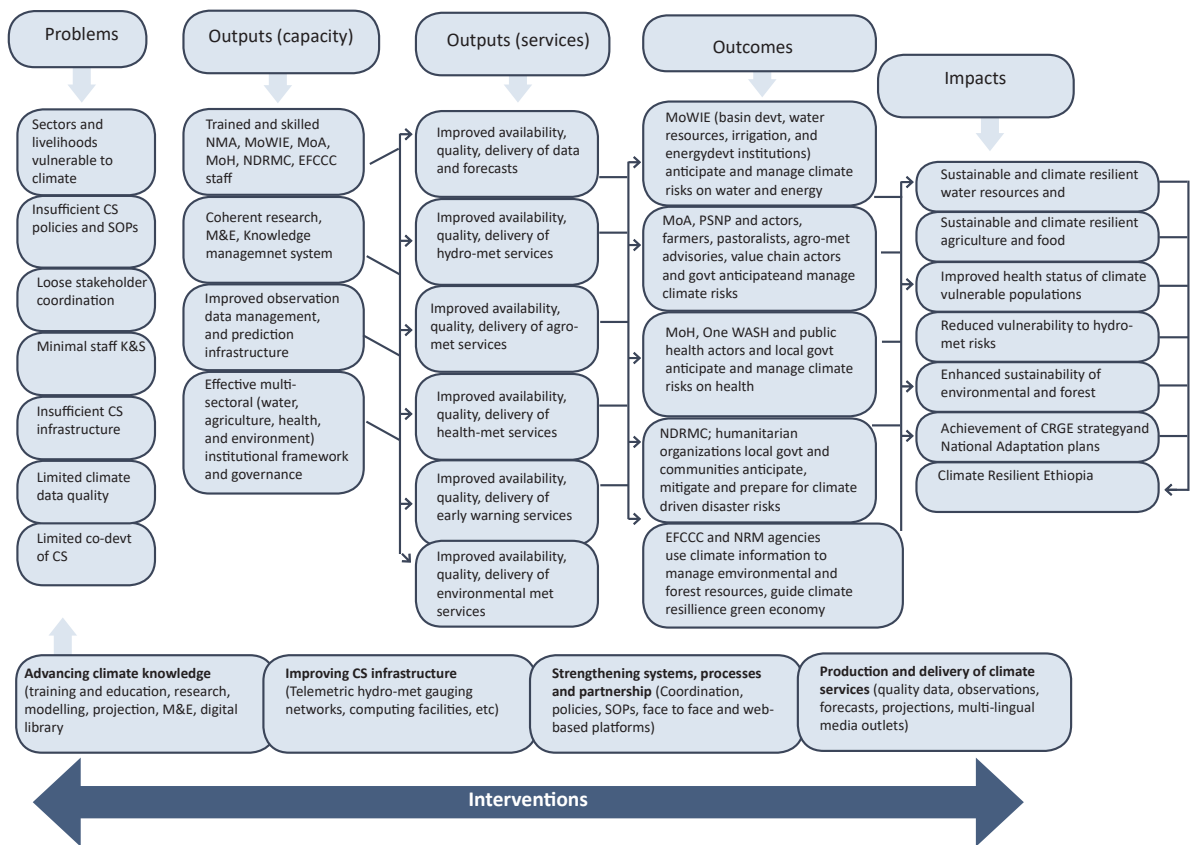 Problems
Outputs (capacity)
Outputs (services)
Outcomes
Impacts
Sectors and
livelihoods
vulnerable to
climate
Insufficient CS
policies and SOPs
Loose stakeholder
coordination
Minimal staff K&S
Insufficient CS
infrastructure
Limited climate
data quality
Limited co-devt
of CS
Trained and skilled
NMA, MoWIE, MoA,
MoH, NDRMC, EFCCC
staff
Coherent research,
M&E, Knowledge
managemnet system
Improved observation
data management,
and prediction
infrastructure
Effective multi-
sectoral (water,
agriculture, health,
and environment)
institutional framework
and governance
Improved availability,
quality, delivery of data
and forecasts
Improved availability,
quality, delivery of
hydro-met services
Improved availability,
quality, delivery of agro-
met services
Improved availability,
quality, delivery of
health-met services
Improved availability,
quality, delivery of
early warning services
Improved availability,
quality, delivery of
environmental met
services
MoWIE (basin devt, water
resources, irrigation, and
energydevt institutions)
anticipate and manage climate
risks on water and energy
MoA, PSNP and actors,
farmers, pastoralists, agro-met
advisories, value chain actors
and govt anticipateand manage
climate risks
MoH, One WASH and public
health actors and local govt
anticipate and manage climate
risks on health
NDRMC; humanitarian
organizations local govt and
communities anticipate,
mitigate and prepare for climate
driven disaster risks
EFCCC and NRM agencies
use climate information to
manage emvironmental and
forest resources, guide climate
resillience green economy
Sustainable and climate resilient
water resources and
Sustainable and climate resilient
agriculture and food
Improved health status of climate
vulnerable populations
Reduced vulnerability to hydro-
met risks
Enhanced sustainability of
environmental and forest
Achievement of CRGE strategyand
National Adaptation plans
Climate Resilient Ethiopia
Advancing climate knowledge
(training and education, research,
modelling, projection, M&E, digital
library
Improving CS infrastructure
(Telemetric hydro-met gauging
networks, computing facilities, etc)
Strengthening systems, processes
and partnership (Coordination,
policies, SOPs, face to face and web-
based platforms)
Production and delivery of climate
services (quality data, observations,
forecasts, projections, multi-lingual
media outlets)
Interventions